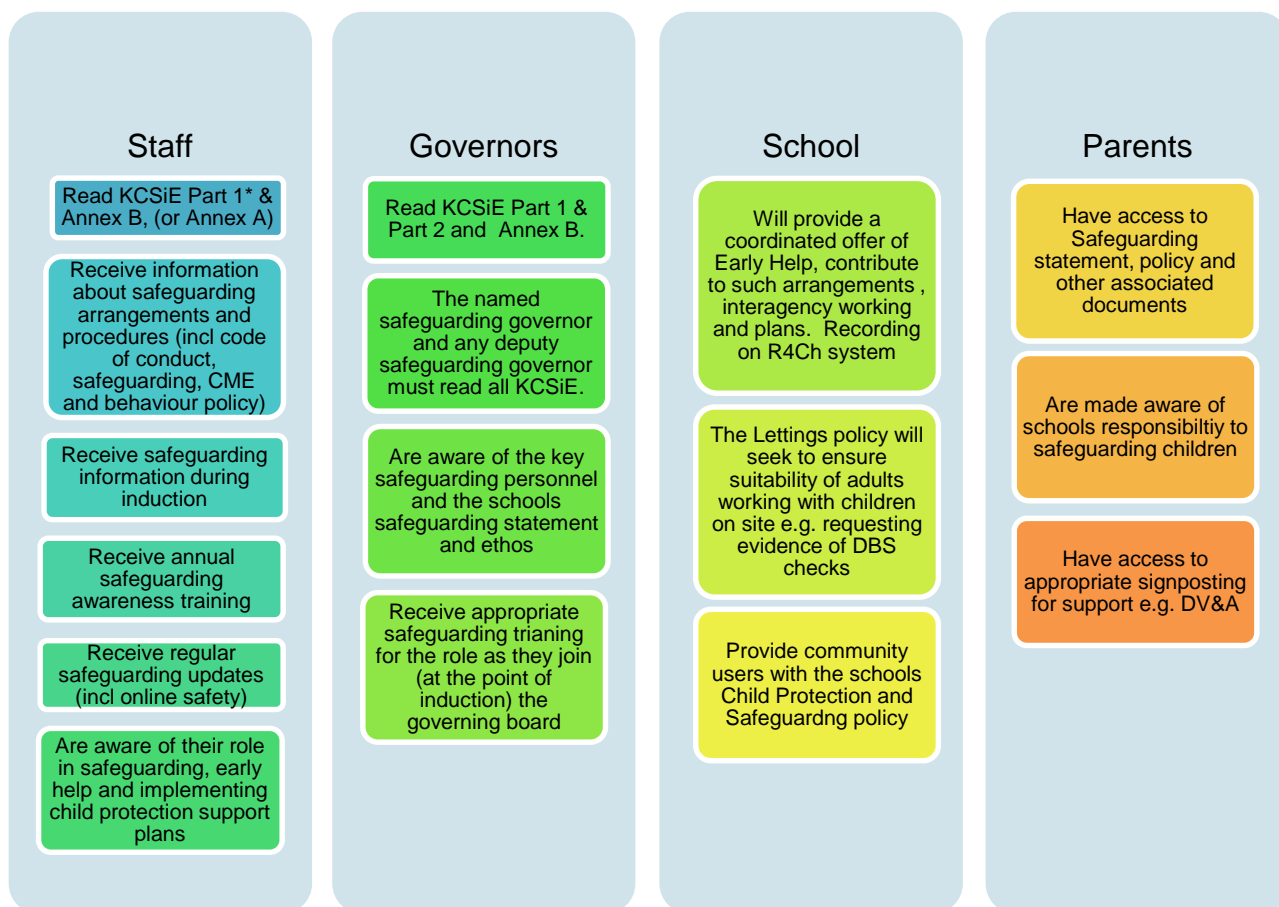 Staff
Read KCSiE Part 1* &
Annex B, (or Annex A)
Receive information
about safeguarding
arrangements and
procedures (incl code
of conduct,
safeguarding, CME
and behaviour policy)
Receive safeguarding
information during
induction
Receive annual
safeguarding
awareness training
Receive regular
safeguarding updates
(incl online safety)
Are aware of their role
in safeguarding, early
help and implementing
child protection support
plans
Governors
Read KCSiE Part 1 &
Part 2 and Annex B.
The named
safeguarding governor
and any deputy
safeguarding governor
must read all KCSiE.
Are aware of the key
safeguarding personnel
and the schools
safeguarding statement
and ethos
Receive appropriate
safeguarding trianing
for the role as they join
(at the point of
induction) the
governing board
School
Will provide a
coordinated offer of
Early Help, contribute
to such arrangements ,
interagency working
and plans. Recording
on R4Ch system
The Lettings policy will
seek to ensure
suitability of adults
working with children
on site e.g. requesting
evidence of DBS
checks
Provide community
users with the schools
Child Protection and
Safeguardng policy
Parents
Have access to
Safeguarding
statement, policy and
other associated
documents
Are made aware of
schools responsibiltiy to
safeguarding children
Have access to
appropriate signposting
for support e.g. DV&A